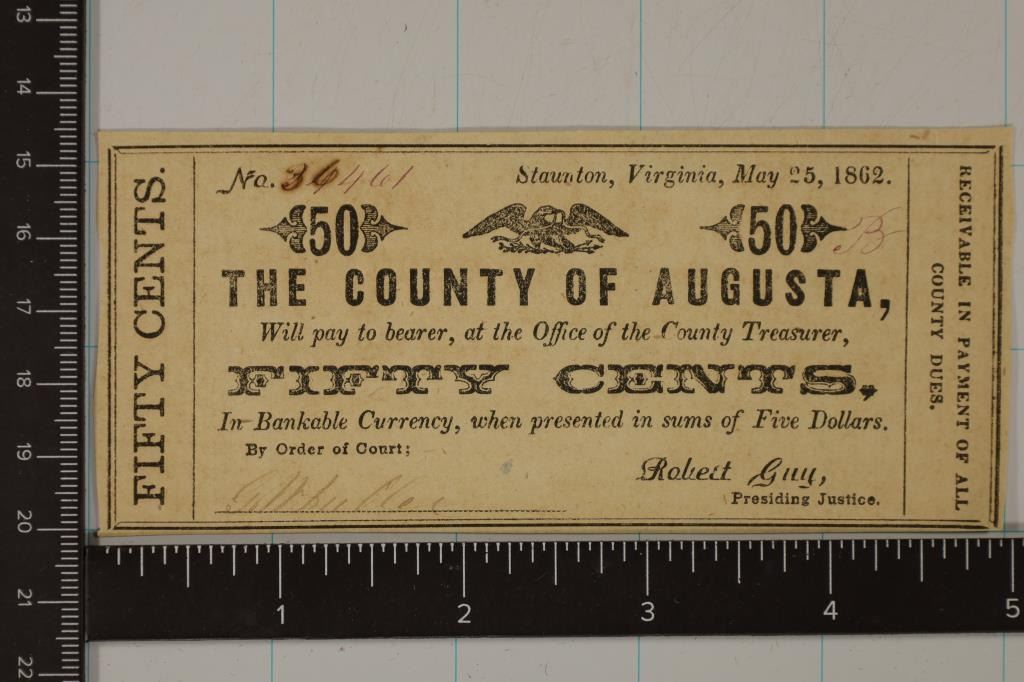 FIFTY CENTS.
No. 36461
Staunton, Virginia, May 25, 1862.
50 50 B
THE COUNTY OF AUGUSTA,
Will pay to bearer, at the Office of the County Treasurer,
FIFTY CENTS,
In Bankable Currency, when presented in sums of Five Dollars.
By Order of Court;
Robert Guy,
Presiding Justice.
RECEIVABLE IN PAYMENT OF ALL
COUNTY DUES.
13
14
15
16
17
18
19
20
21
22
1 2 3 4 5